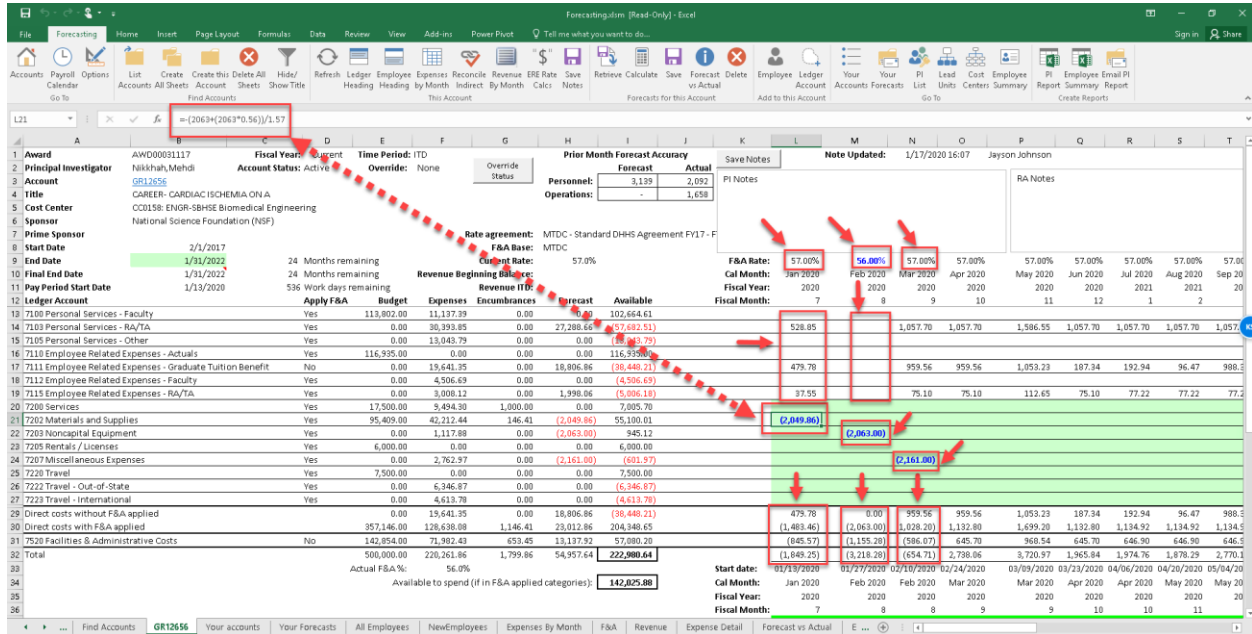 Forecasting.xlsm [Read-Only] - Excel
File Forecasting Home Insert Page Layout Formulas Data Review View Add-ins Power Pivot Tell me what you want to do... Sign in Share
Accounts Payroll Calendar Options List Accounts Create All Sheets Create this Account Delete All Sheets Hide/ Show Title Refresh Ledger Heading Employee Heading Expenses by Month Reconcile Indirect Revenue By Month ERE Rate Calcs Save Notes Retrieve Calculate Save Forecast vs Actual Delete Employee Ledger Account Your Accounts Your Forecasts PI List Lead Units Cost Centers Employee Summary PI Report Employee Summary Email PI Report
Go To Find Accounts This Account Forecasts for this Account Add to this Account Go To Create Reports
L21 fx =-(2063+(2063*0.56))/1.57
A B C D E F G H I J K L M N O P Q R S T
1 Award AWD00031117 Fiscal Year: Current Time Period: ITD Prior Month Forecast Accuracy Save Notes Note Updated: 1/17/2020 16:07 Jayson Johnson
2 Principal Investigator Nikkhah,Mehdi Account Status: Active Override: None Override Status Forecast Actual
3 Account GR12656 Personnel: 3,139 2,092 PI Notes RA Notes
4 Title CAREER- CARDIAC ISCHEMIA ON A Operations: - 1,658
5 Cost Center CC0158: ENGR-SBHSE Biomedical Engineering
6 Sponsor National Science Foundation (NSF)
7 Prime Sponsor Rate agreement: MTDC - Standard DHHS Agreement FY17 - F
8 Start Date 2/1/2017 F&A Base: MTDC
9 End Date 1/31/2022 24 Months remaining Current Rate: 57.0% F&A Rate: 57.00% 56.00% 57.00% 57.00% 57.00% 57.00% 57.00% 57.00% 57.00
10 Final End Date 1/31/2022 24 Months remaining Revenue Beginning Balance: Cal Month: Jan 2020 Feb 2020 Mar 2020 Apr 2020 May 2020 Jun 2020 Jul 2020 Aug 2020 Sep 20
11 Pay Period Start Date 1/13/2020 536 Work days remaining Revenue ITD: Fiscal Year: 2020 2020 2020 2020 2020 2020 2021 2021 20
12 Ledger Account Apply F&A Budget Expenses Encumbrances Forecast Available Fiscal Month: 7 8 9 10 11 12 1 2
13 7100 Personal Services - Faculty Yes 113,802.00 11,137.39 0.00 0.00 102,664.61
14 7103 Personal Services - RA/TA Yes 0.00 30,393.85 0.00 27,288.66 (57,682.51) 528.85 1,057.70 1,057.70 1,586.55 1,057.70 1,057.70 1,057.70 1,057.
15 7105 Personal Services - Other Yes 0.00 13,043.79 0.00 0.00 (13,043.79)
16 7110 Employee Related Expenses - Actuals Yes 116,935.00 0.00 0.00 0.00 116,935.00
17 7111 Employee Related Expenses - Graduate Tuition Benefit No 0.00 19,641.35 0.00 18,806.86 (38,448.21) 479.78 959.56 959.56 1,053.23 187.34 192.94 96.47 988.3
18 7112 Employee Related Expenses - Faculty Yes 0.00 4,506.69 0.00 0.00 (4,506.69)
19 7115 Employee Related Expenses - RA/TA Yes 0.00 3,008.12 0.00 1,998.06 (5,006.18) 37.55 75.10 75.10 112.65 75.10 77.22 77.22 77.2
20 7200 Services Yes 17,500.00 9,494.30 1,000.00 0.00 7,005.70
21 7202 Materials and Supplies Yes 95,409.00 42,212.44 146.41 (2,049.86) 55,100.01 (2,049.86)
22 7203 Noncapital Equipment Yes 0.00 1,117.88 0.00 (2,063.00) 945.12 (2,063.00)
23 7205 Rentals / Licenses Yes 6,000.00 0.00 0.00 0.00 6,000.00
24 7207 Miscellaneous Expenses Yes 0.00 2,762.97 0.00 (2,161.00) (601.97) (2,161.00)
25 7220 Travel Yes 7,500.00 0.00 0.00 0.00 7,500.00
26 7222 Travel - Out-of-State Yes 0.00 6,346.87 0.00 0.00 (6,346.87)
27 7223 Travel - International Yes 0.00 4,613.78 0.00 0.00 (4,613.78)
29 Direct costs without F&A applied 0.00 19,641.35 0.00 18,806.86 (38,448.21) 479.78 0.00 959.56 959.56 1,053.23 187.34 192.94 96.47 988.3
30 Direct costs with F&A applied 357,146.00 128,638.08 1,146.41 23,012.86 204,348.65 (1,483.46) (2,063.00) (1,028.20) 1,132.80 1,699.20 1,132.80 1,134.92 1,134.92 1,134.9
31 7520 Facilities & Administrative Costs No 142,854.00 71,982.43 653.45 13,137.92 57,080.20 (845.57) (1,155.28) (586.07) 645.70 968.54 645.70 646.90 646.90 646.9
32 Total 500,000.00 220,261.86 1,799.86 54,957.64 222,980.64 (1,849.25) (3,218.28) (654.71) 2,738.06 3,720.97 1,965.84 1,974.76 1,878.29 2,770.1
33 Actual F&A %: 56.0% Start date: 01/13/2020 01/27/2020 02/10/2020 02/24/2020 03/09/2020 03/23/2020 04/06/2020 04/20/2020 05/04/20
34 Available to spend (if in F&A applied categories): 142,025.88 Cal Month: Jan 2020 Feb 2020 Feb 2020 Mar 2020 Mar 2020 Apr 2020 Apr 2020 May 2020 May 20
35 Fiscal Year: 2020 2020 2020 2020 2020 2020 2020 2020 20
36 Fiscal Month: 7 8 8 9 9 10 10 11
... Find Accounts GR12656 Your accounts Your Forecasts All Employees NewEmployees Expenses By Month F&A Revenue Expense Detail Forecast vs Actual E ...